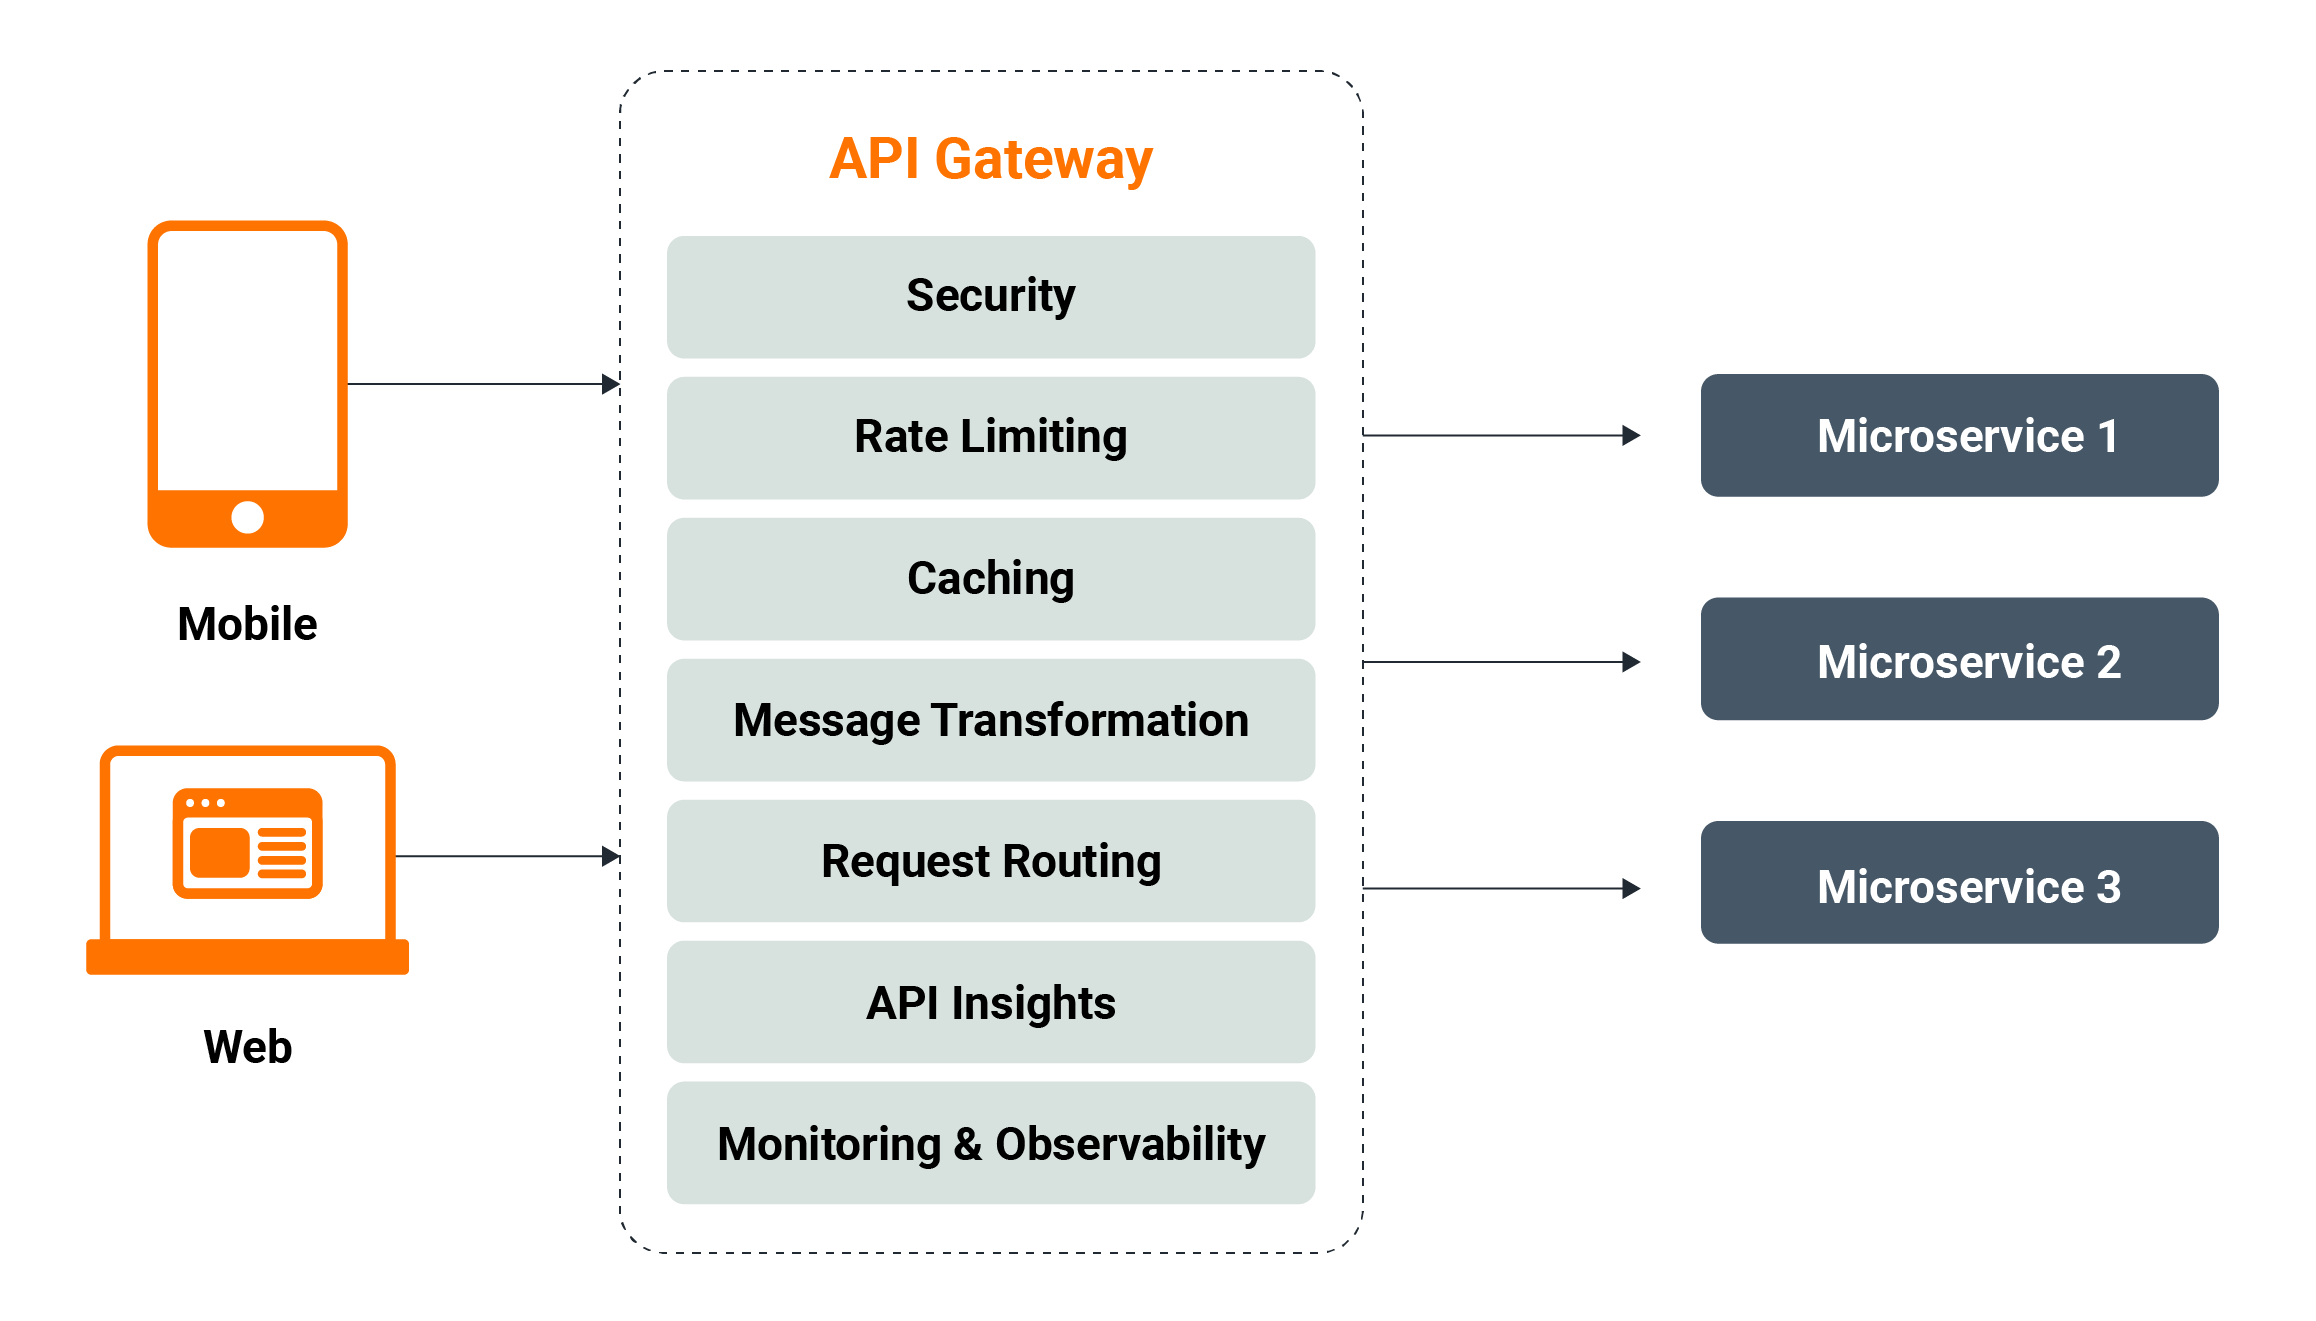 API Gateway
Security
Rate Limiting
Caching
Message Transformation
Request Routing
API Insights
Monitoring & Observability
Mobile
Web
Microservice 1
Microservice 2
Microservice 3